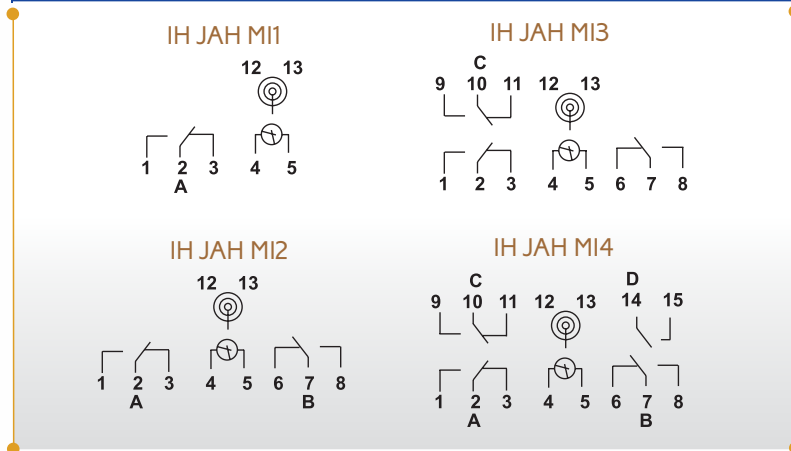 IH JAH MI1
12 13
1 2 3 4 5
A
IH JAH MI3
C
9 10 11 12 13
1 2 3 4 5 6 7 8
IH JAH MI2
12 13
1 2 3 4 5 6 7 8
A B
IH JAH MI4
C D
9 10 11 12 13 14 15
1 2 3 4 5 6 7 8
A B